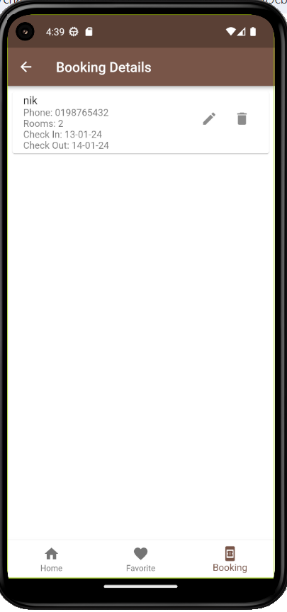 4:39
Booking Details
nik
Phone: 0198765432
Rooms: 2
Check In: 13-01-24
Check Out: 14-01-24
Home
Favorite
Booking